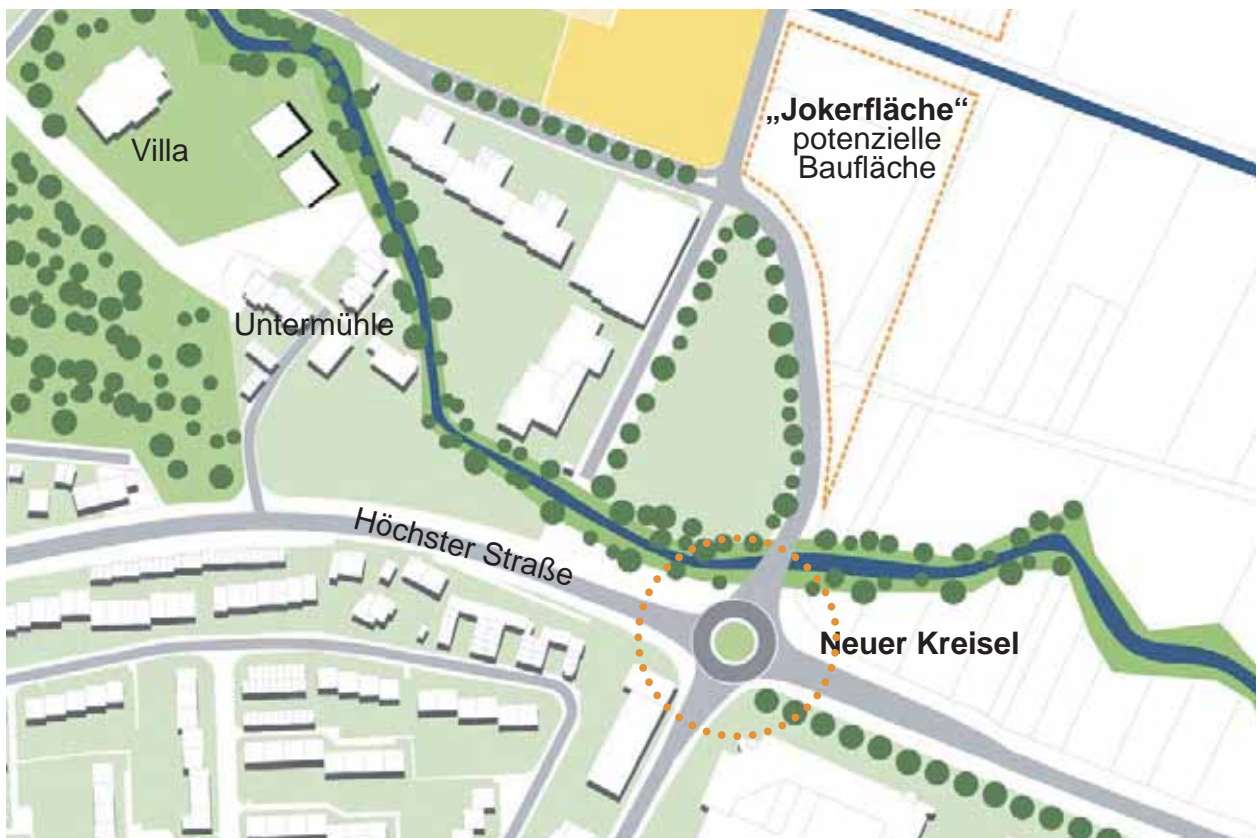 „Jokerfläche“
potenzielle
Baufläche
Villa
Untermühle
Höchster Straße
Neuer Kreisel